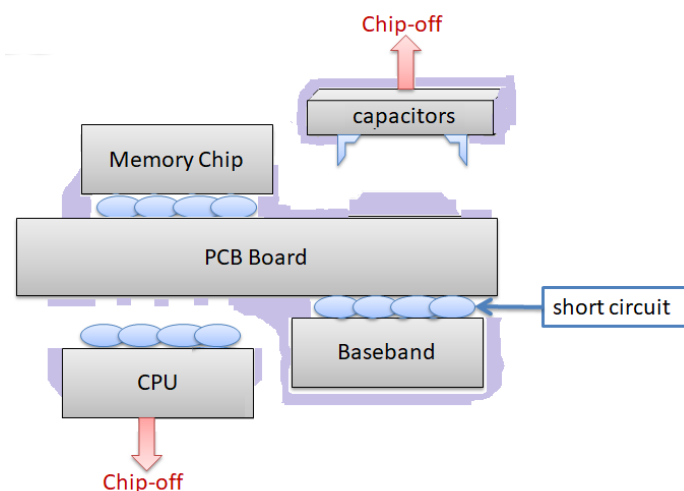 Chip-off
capacitors
Memory Chip
PCB Board
short circuit
Baseband
CPU
Chip-off